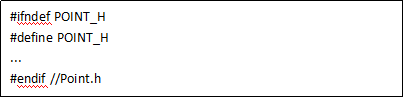 #ifndef POINT_H
#define POINT_H
...
#endif //Point.h